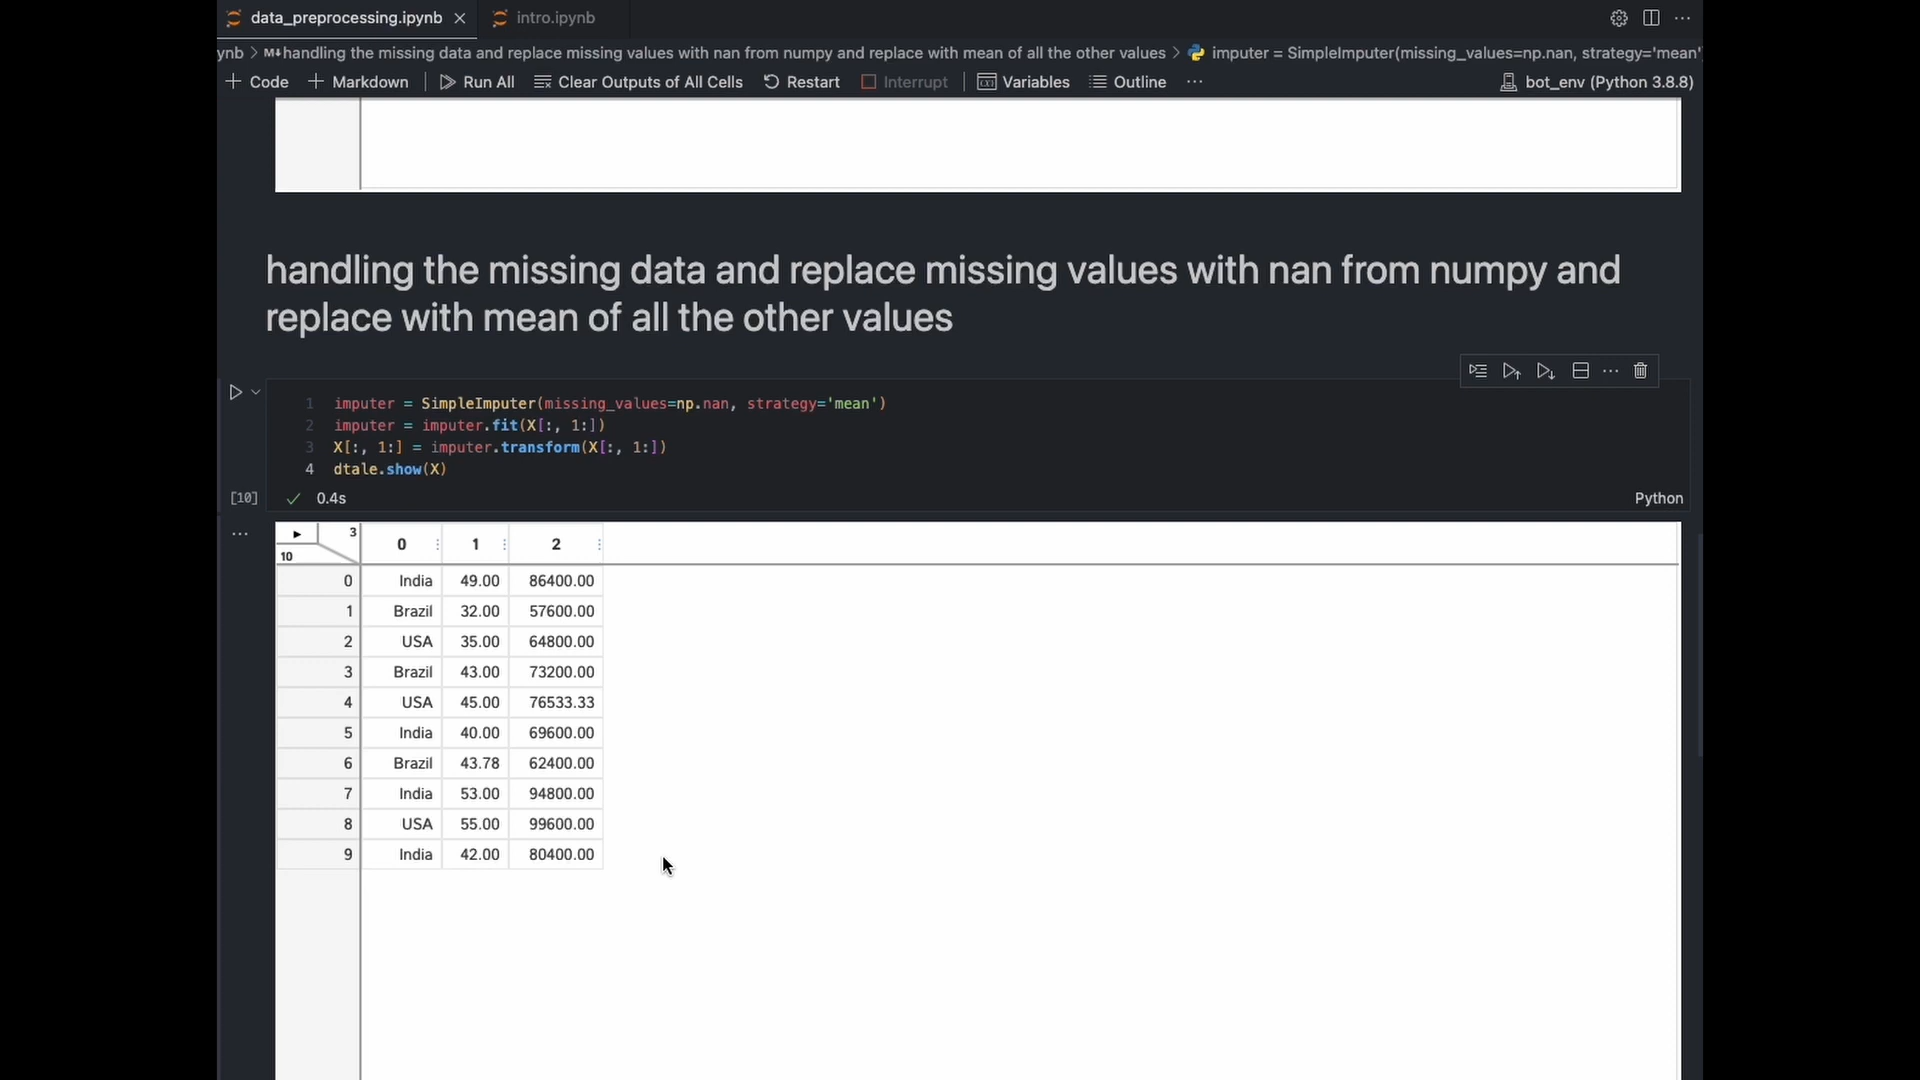 data_preprocessing.ipynb intro.ipynb
ynb > M↓handling the missing data and replace missing values with nan from numpy and replace with mean of all the other values > imputer = SimpleImputer(missing_values=np.nan, strategy='mean'
+ Code + Markdown Run All Clear Outputs of All Cells Restart Interrupt Variables Outline ... bot_env (Python 3.8.8)
handling the missing data and replace missing values with nan from numpy and
replace with mean of all the other values
1 imputer = SimpleImputer(missing_values=np.nan, strategy='mean')
2 imputer = imputer.fit(X[:, 1:])
3 X[:, 1:] = imputer.transform(X[:, 1:])
4 dtale.show(X)
[10] 0.4s Python
3
10
0 1 2
0 India 49.00 86400.00
1 Brazil 32.00 57600.00
2 USA 35.00 64800.00
3 Brazil 43.00 73200.00
4 USA 45.00 76533.33
5 India 40.00 69600.00
6 Brazil 43.78 62400.00
7 India 53.00 94800.00
8 USA 55.00 99600.00
9 India 42.00 80400.00